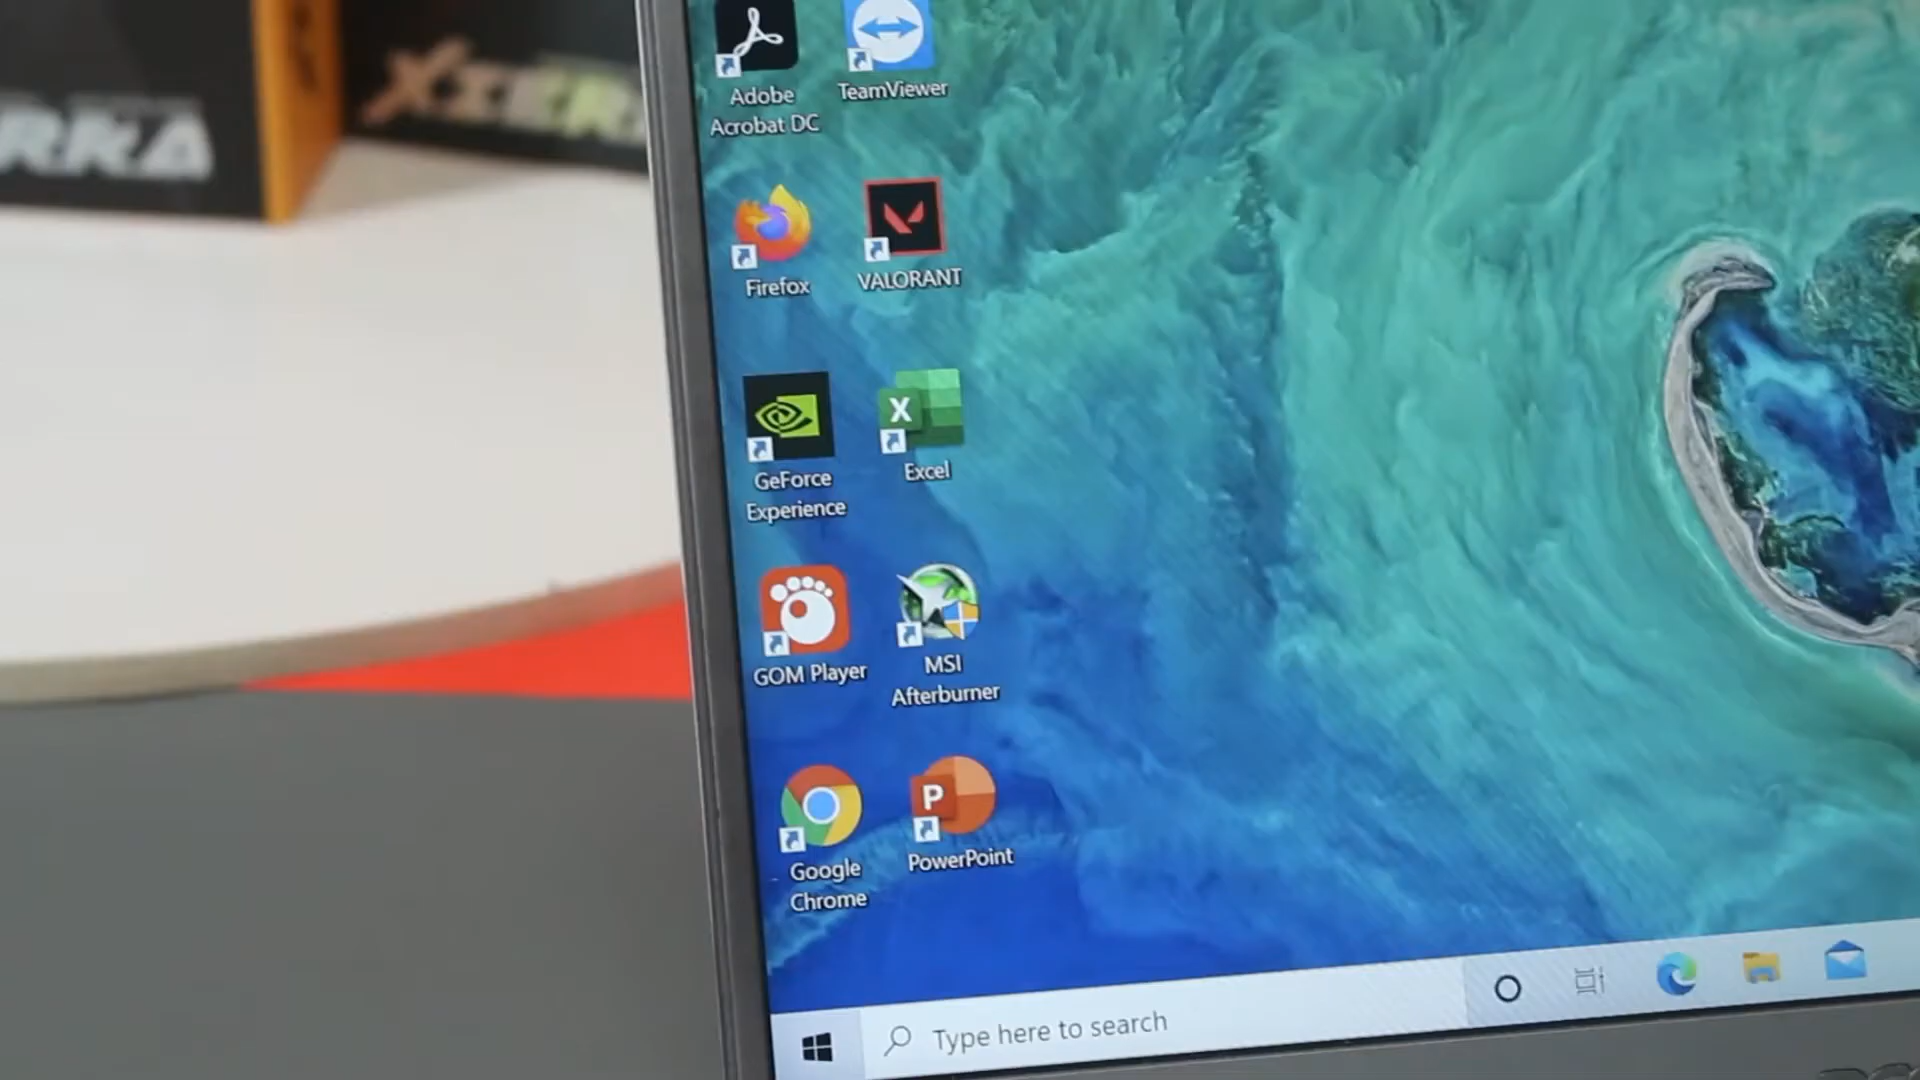 Adobe
Acrobat DC
TeamViewer
Firefox
VALORANT
GeForce
Experience
X
Excel
GOM Player
MSI
Afterburner
Google
Chrome
P
PowerPoint
Type here to search
RKA